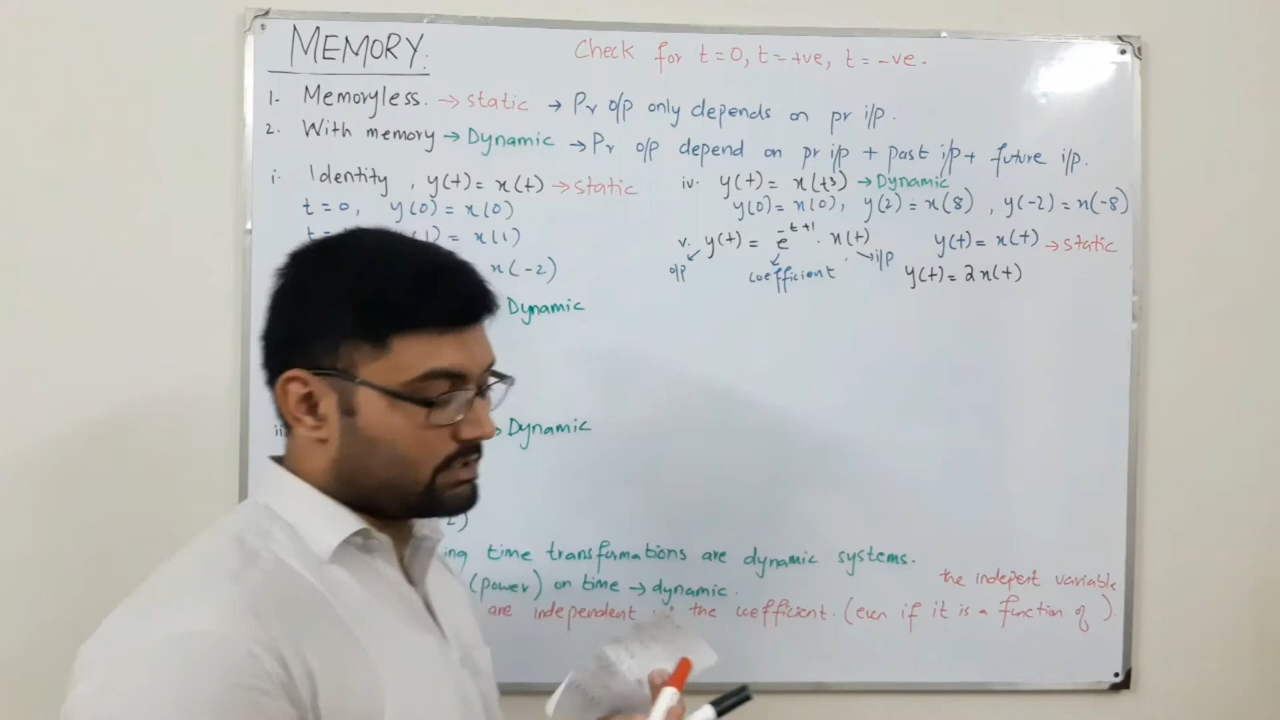 MEMORY:
Check for t=0, t=+ve, t=-ve.
1. Memoryless. → static → Pr o/p only depends on pr i/p.
2. With memory → Dynamic → Pr o/p depend on pr i/p + past i/p + future i/p.
i. Identity, y(t) = x(t) → static
t=0, y(0) = x(0)
(1) = x(1)
x(-2)
Dynamic
Dynamic
2)
iv. y(t) = x(t3) → Dynamic
y(0) = x(0), y(2) = x(8), y(-2) = x(-8)
v. y(t) = e^-t+1 . x(t) y(t) = x(t) → static
o/p coefficient i/p y(t) = 2x(t)
ing time transformations are dynamic systems.
(power) on time → dynamic.
the indepent variable
are independent the coefficient. (even if it is a function of ).